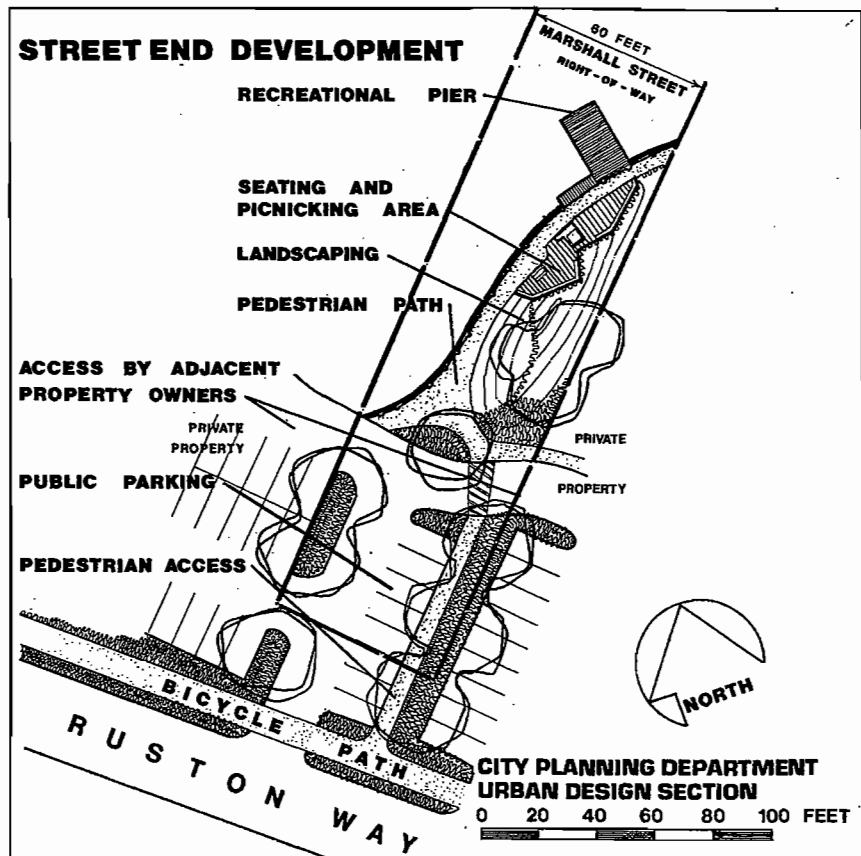 60 FEET
MARSHALL STREET
RIGHT-OF-WAY
STREET END DEVELOPMENT
RECREATIONAL PIER
SEATING AND
PICNICKING AREA
LANDSCAPING
PEDESTRIAN PATH
ACCESS BY ADJACENT
PROPERTY OWNERS
PRIVATE
PROPERTY
PRIVATE
PROPERTY
PUBLIC PARKING
PEDESTRIAN ACCESS
BICYCLE PATH
RUSTON WAY
NORTH
CITY PLANNING DEPARTMENT
URBAN DESIGN SECTION
0 20 40 60 80 100 FEET